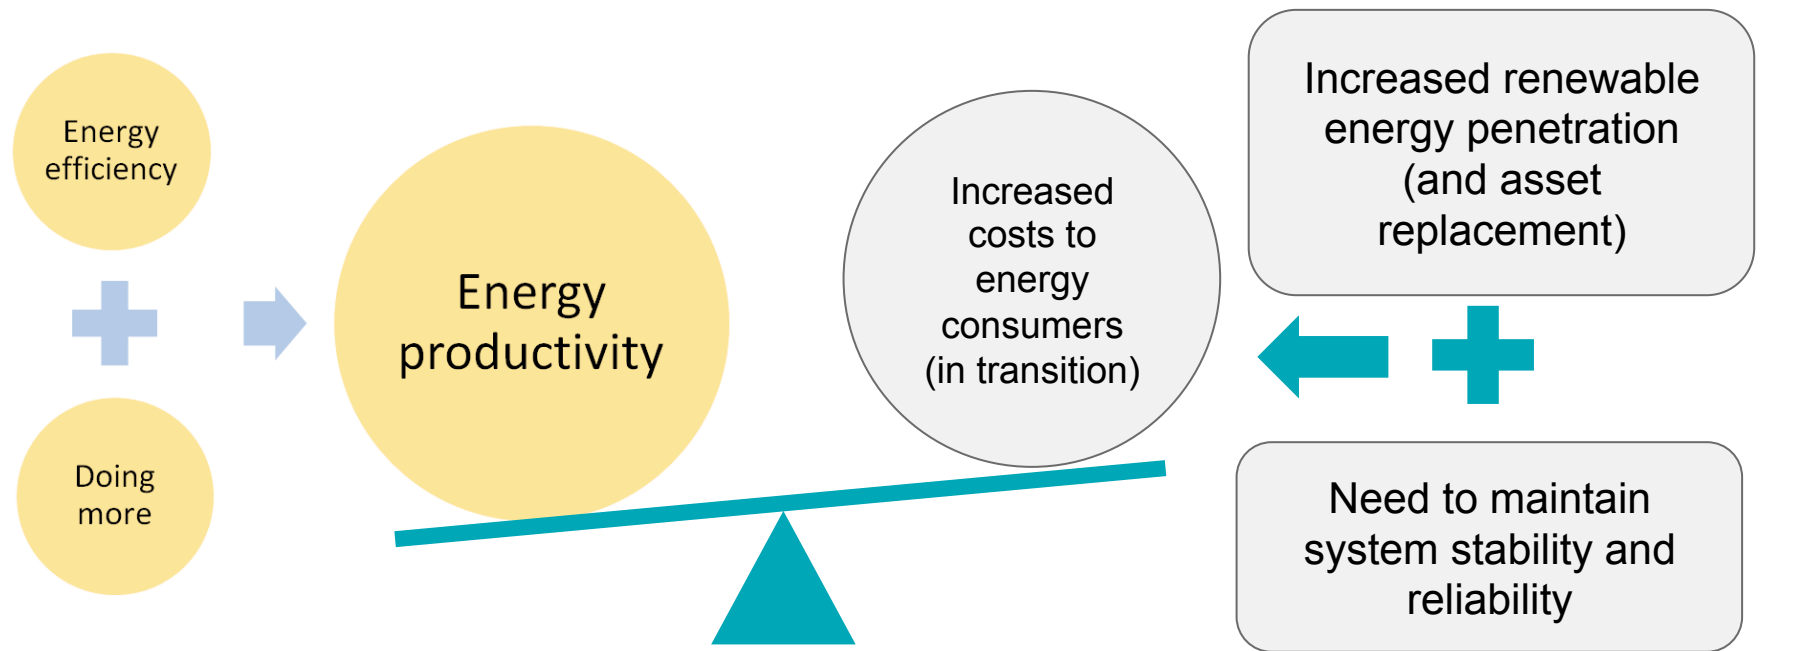 Energy
efficiency
Doing
more
Energy
productivity
Increased
costs to
energy
consumers
(in transition)
Increased renewable
energy penetration
(and asset
replacement)
Need to maintain
system stability and
reliability